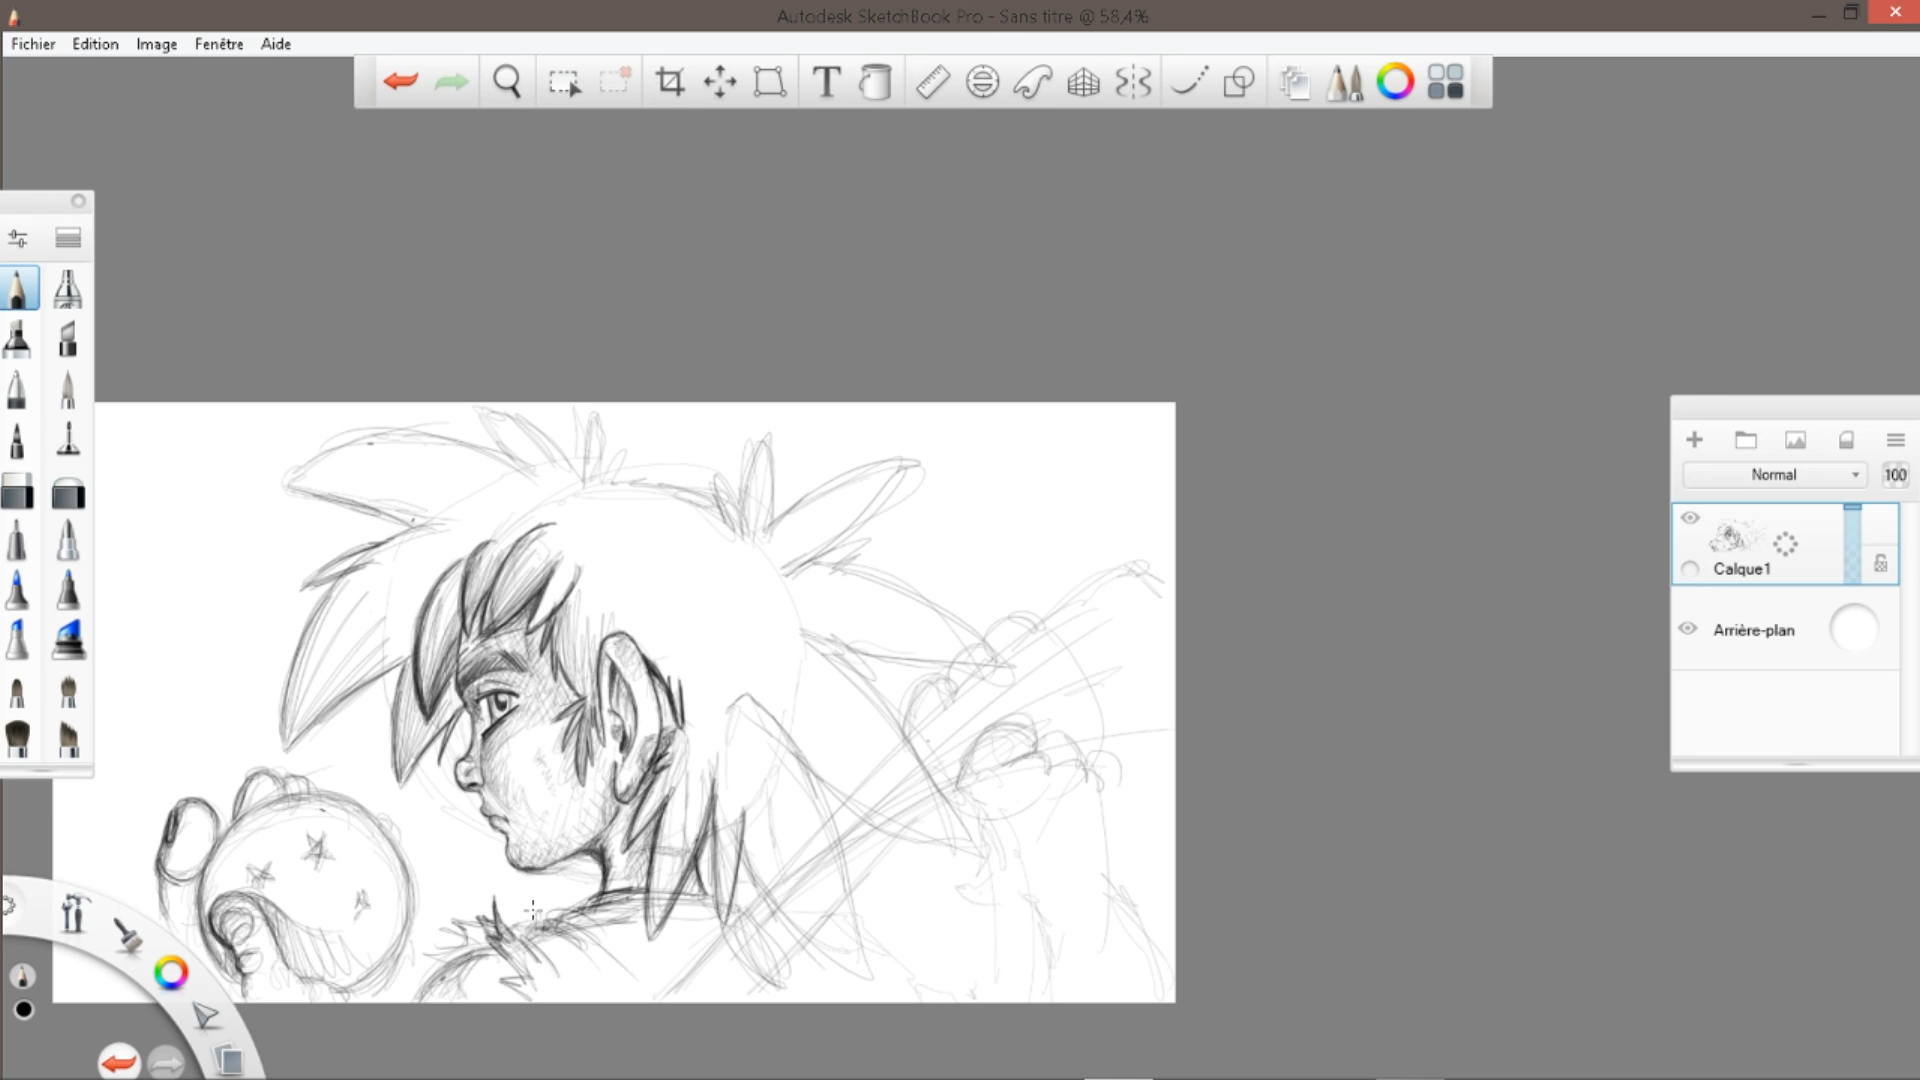 Autodesk SketchBook Pro - Sans titre @ 58,4%
Fichier Edition Image Fenêtre Aide
T
Normal 100
Calque1
Arrière-plan